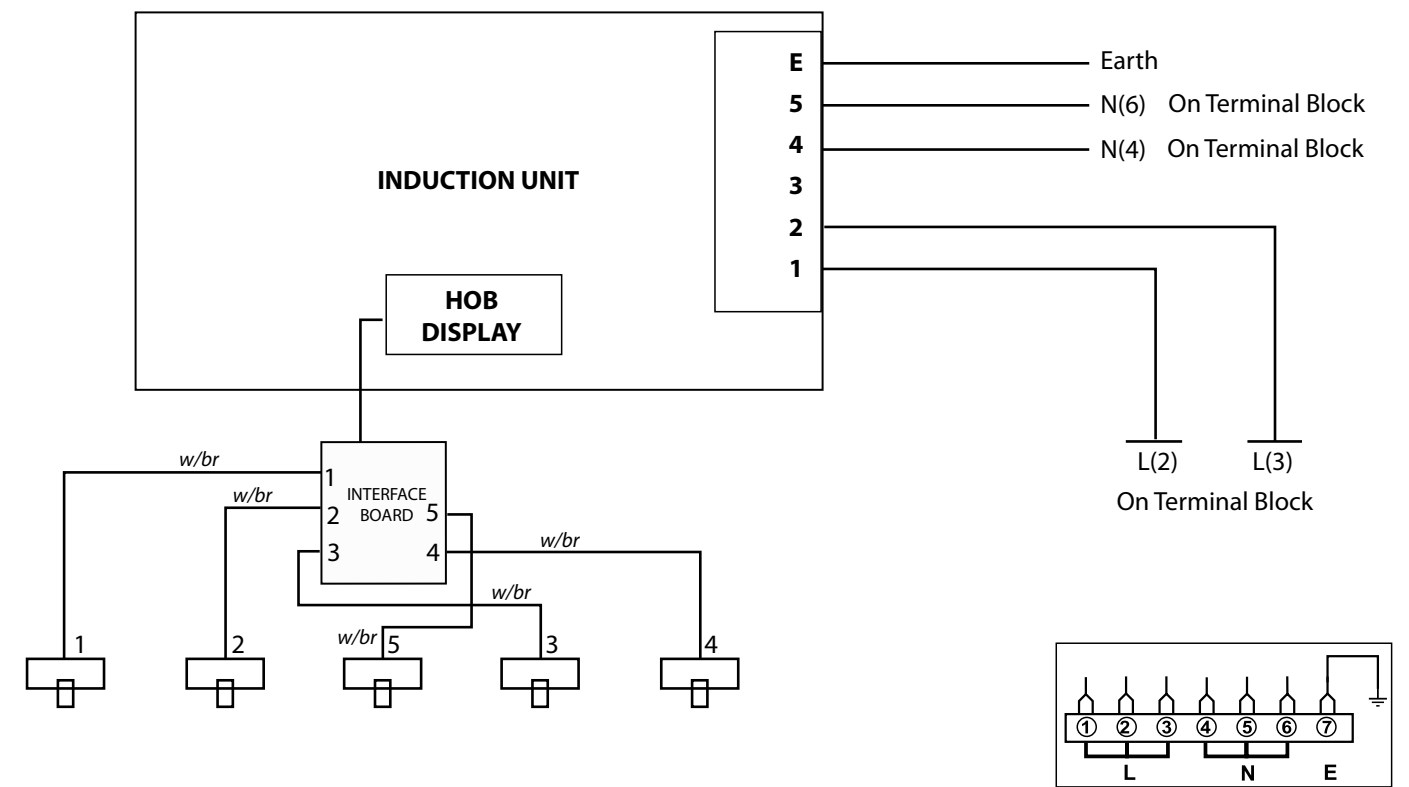 E Earth
5 N(6) On Terminal Block
4 N(4) On Terminal Block
INDUCTION UNIT
3
2
1
HOB
DISPLAY
L(2) L(3)
On Terminal Block
w/br
1
w/br
INTERFACE
2 BOARD 5
3 4
w/br
w/br
w/br
1 2 5 3 4
1 2 3 4 5 6 7
L N E